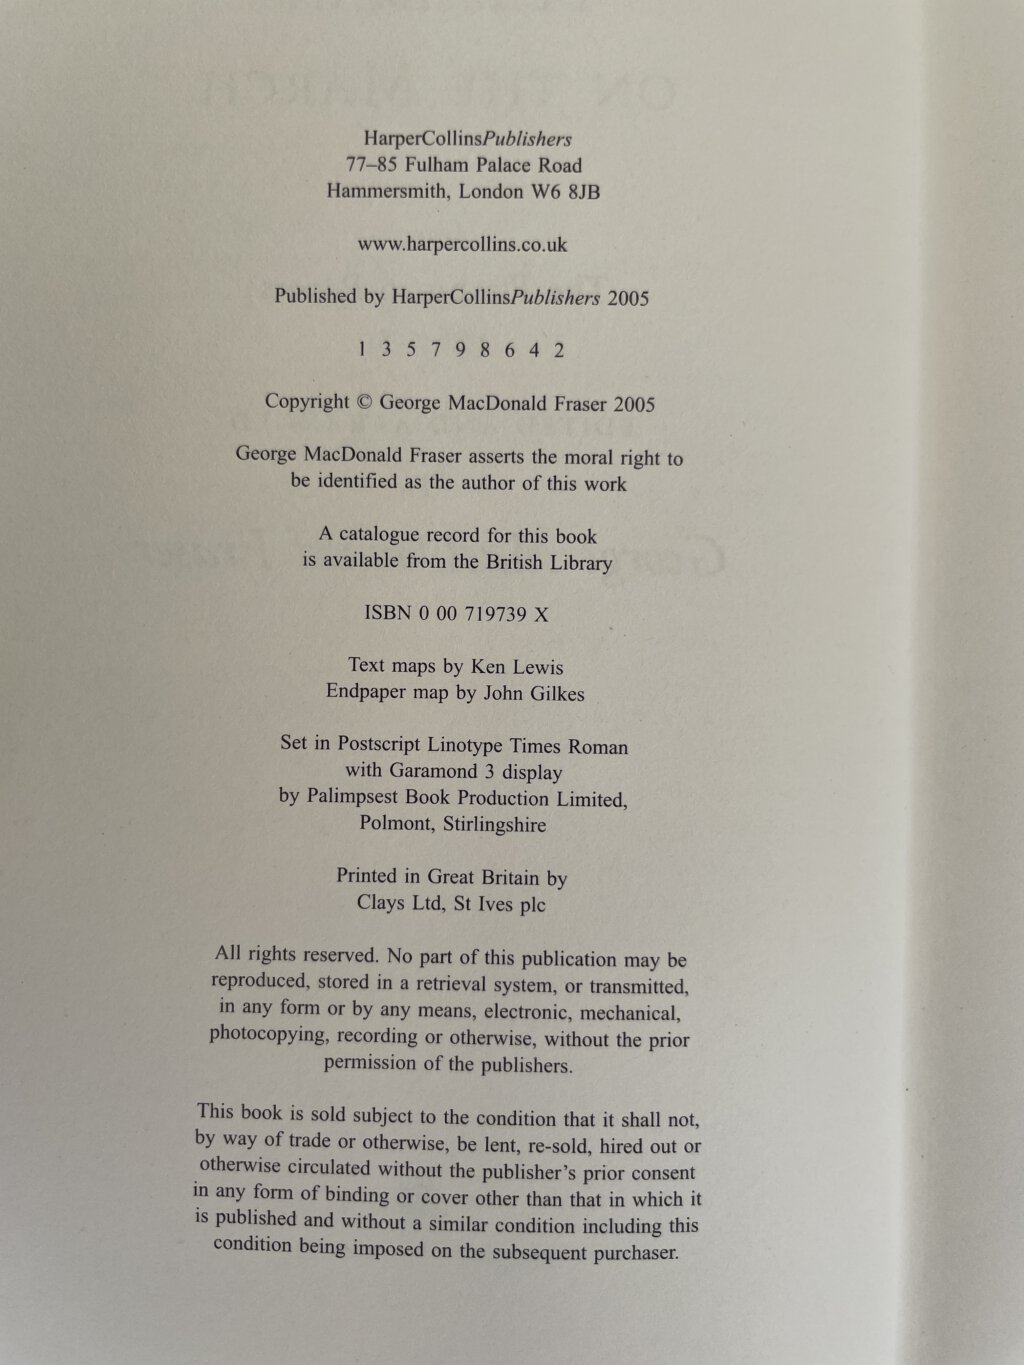 HarperCollinsPublishers
77–85 Fulham Palace Road
Hammersmith, London W6 8JB
www.harpercollins.co.uk
Published by HarperCollinsPublishers 2005
1 3 5 7 9 8 6 4 2
Copyright © George MacDonald Fraser 2005
George MacDonald Fraser asserts the moral right to
be identified as the author of this work
A catalogue record for this book
is available from the British Library
ISBN 0 00 719739 X
Text maps by Ken Lewis
Endpaper map by John Gilkes
Set in Postscript Linotype Times Roman
with Garamond 3 display
by Palimpsest Book Production Limited,
Polmont, Stirlingshire
Printed in Great Britain by
Clays Ltd, St Ives plc
All rights reserved. No part of this publication may be
reproduced, stored in a retrieval system, or transmitted,
in any form or by any means, electronic, mechanical,
photocopying, recording or otherwise, without the prior
permission of the publishers.
This book is sold subject to the condition that it shall not,
by way of trade or otherwise, be lent, re-sold, hired out or
otherwise circulated without the publisher's prior consent
in any form of binding or cover other than that in which it
is published and without a similar condition including this
condition being imposed on the subsequent purchaser.